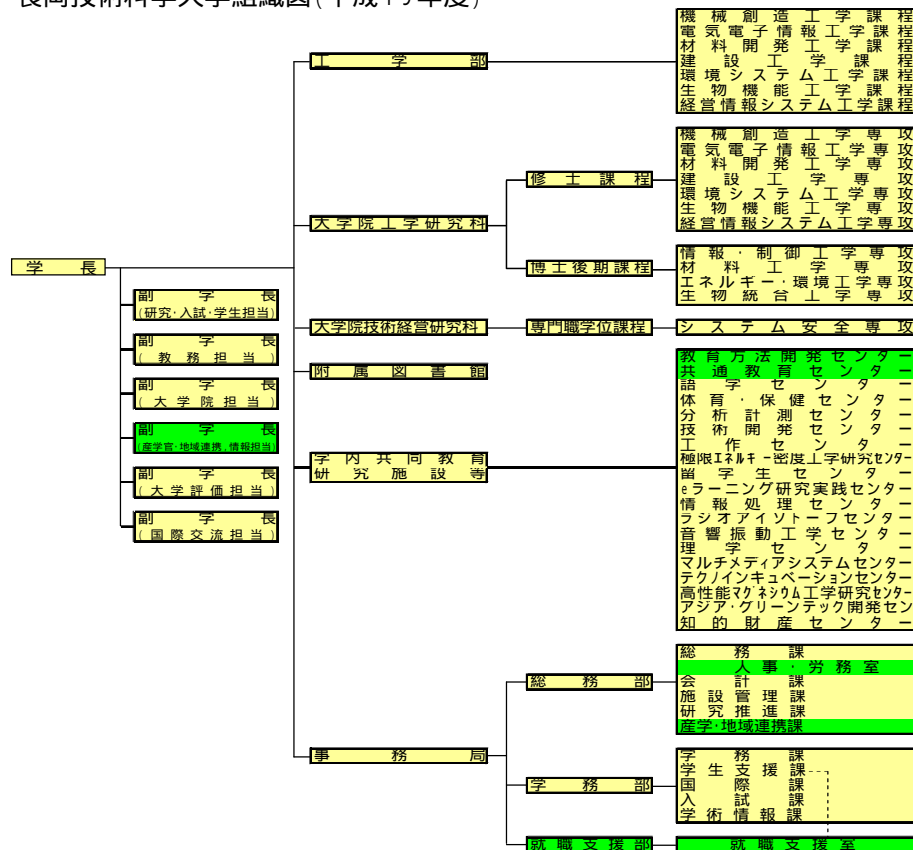 長岡技術科学大学組織図(平成19年度)
機械創造工学課程
電気電子情報工学課程
材料開発工学課程
建設工学課程
環境システム工学課程
生物機能工学課程
経営情報システム工学課程
工学部
機械創造工学専攻
電気電子情報工学専攻
材料開発工学専攻
建設工学専攻
環境システム工学専攻
生物機能工学専攻
経営情報システム工学専攻
修士課程
大学院工学研究科
情報・制御工学専攻
材料工学専攻
エネルギー・環境工学専攻
生物統合工学専攻
博士後期課程
学長
副学長
(研究・入試・学生担当)
副学長
(教務担当)
副学長
(大学院担当)
副学長
(産学官・地域連携,情報担当)
副学長
(大学評価担当)
副学長
(国際交流担当)
大学院技術経営研究科
専門職学位課程
システム安全専攻
附属図書館
学内共同教育
研究施設等
教育方法開発センター
共通教育センター
語学センター
体育・保健センター
分析計測センター
技術開発センター
工作センター
極限エネルギー密度工学研究センター
留学生センター
eラーニング研究実践センター
情報処理センター
ラジオアイソトープセンター
音響振動工学センター
理学センター
マルチメディアシステムセンター
テクノインキュベーションセンター
高性能マグネシウム工学研究センター
アジア・グリーンテック開発セン
知的財産センター
事務局
総務部
総務課
人事・労務室
会計課
施設管理課
研究推進課
産学・地域連携課
学務部
学務課
学生支援課
国際課
入試課
学術情報課
就職支援部
就職支援室